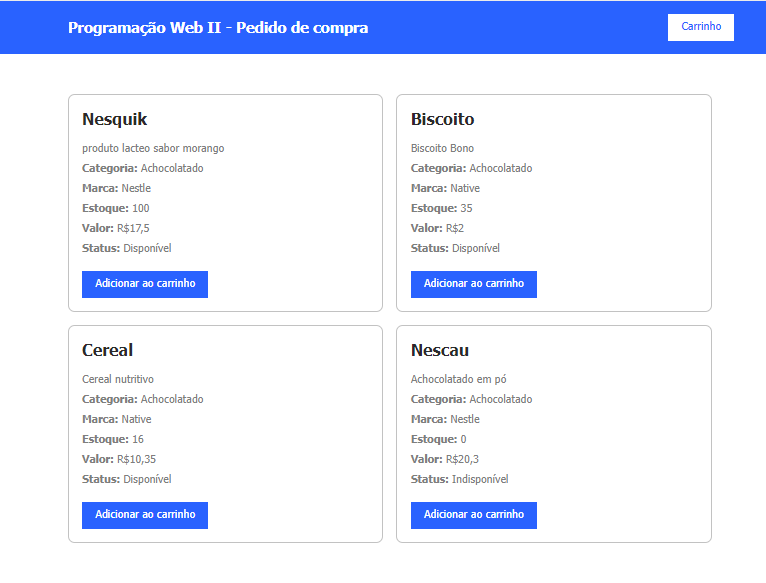 Programação Web II - Pedido de compra
Carrinho
Nesquik
produto lacteo sabor morango
Categoria: Achocolatado
Marca: Nestle
Estoque: 100
Valor: R$17,5
Status: Disponível
Adicionar ao carrinho
Biscoito
Biscoito Bono
Categoria: Achocolatado
Marca: Native
Estoque: 35
Valor: R$2
Status: Disponível
Adicionar ao carrinho
Cereal
Cereal nutritivo
Categoria: Achocolatado
Marca: Native
Estoque: 16
Valor: R$10,35
Status: Disponível
Adicionar ao carrinho
Nescau
Achocolatado em pó
Categoria: Achocolatado
Marca: Nestle
Estoque: 0
Valor: R$20,3
Status: Indisponível
Adicionar ao carrinho